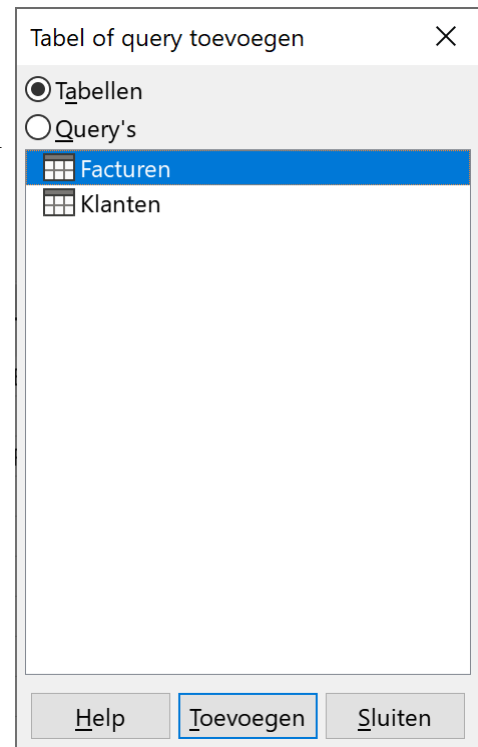 Tabel of query toevoegen
Tabellen
Query's
Facturen
Klanten
Help Toevoegen Sluiten